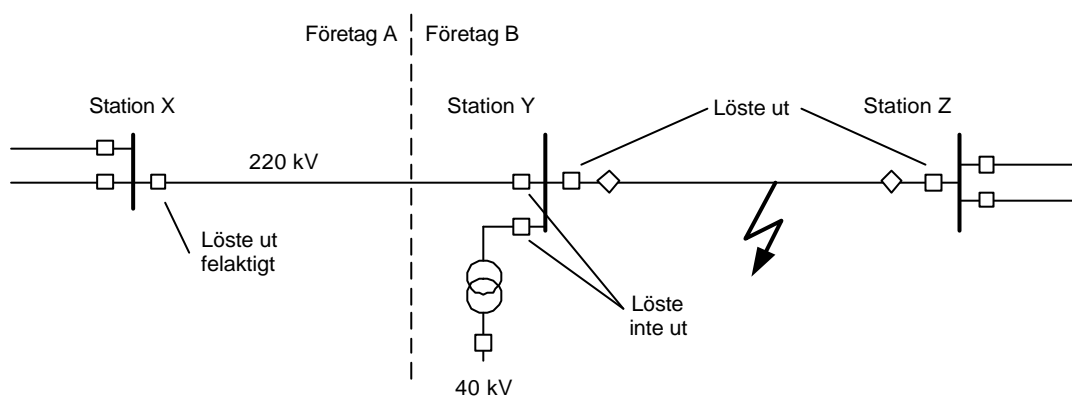 Företag A
Företag B
Station X
Station Y
Löste ut
Station Z
220 kV
Löste ut
felaktigt
Löste
inte ut
40 kV